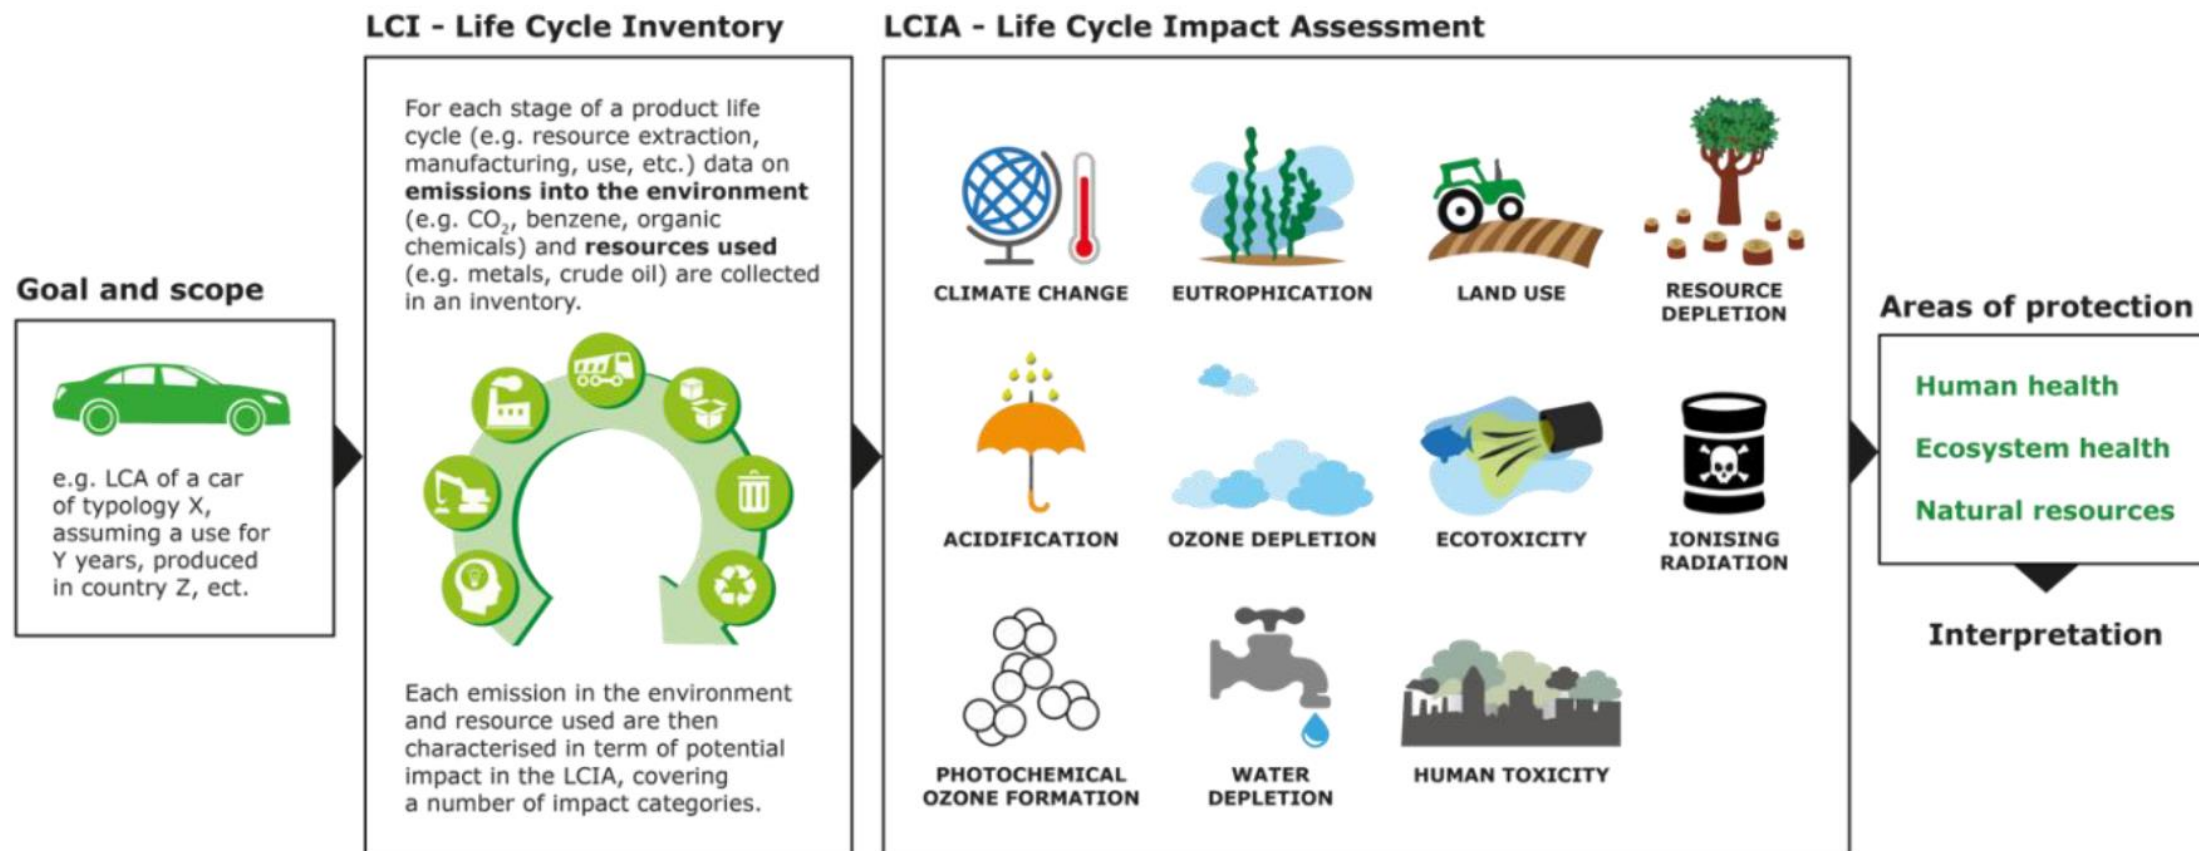 Goal and scope
e.g. LCA of a car
of typology X,
assuming a use for
Y years, produced
in country Z, ect.
LCI - Life Cycle Inventory
For each stage of a product life
cycle (e.g. resource extraction,
manufacturing, use, etc.) data on
emissions into the environment
(e.g. CO₂, benzene, organic
chemicals) and resources used
(e.g. metals, crude oil) are collected
in an inventory.
Each emission in the environment
and resource used are then
characterised in term of potential
impact in the LCIA, covering
a number of impact categories.
LCIA - Life Cycle Impact Assessment
CLIMATE CHANGE
EUTROPHICATION
LAND USE
RESOURCE
DEPLETION
ACIDIFICATION
OZONE DEPLETION
ECOTOXICITY
IONISING
RADIATION
PHOTOCHEMICAL
OZONE FORMATION
WATER
DEPLETION
HUMAN TOXICITY
Areas of protection
Human health
Ecosystem health
Natural resources
Interpretation